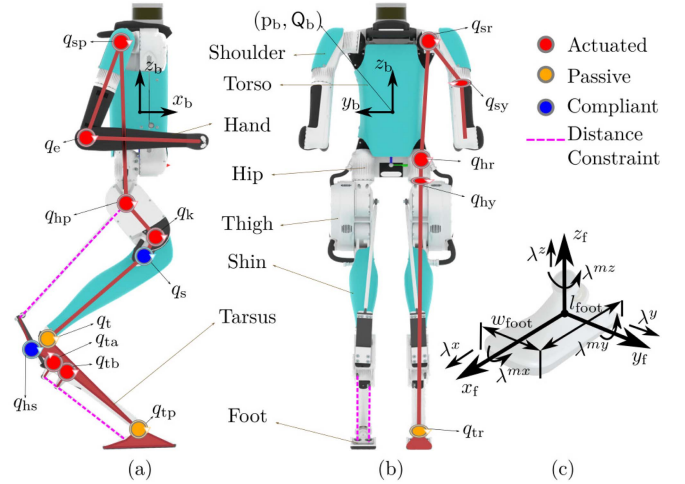 q_sp
z_b
x_b
q_e
Hand
q_hp
q_k
q_s
q_t
q_ta
q_tb
q_hs
Tarsus
q_tp
(a)
(p_b, Q_b)
Shoulder
Torso
z_b
y_b
q_sr
q_sy
Hip
q_hr
q_hy
Thigh
Shin
Foot
q_tr
(b)
Actuated
Passive
Compliant
Distance
Constraint
z_f
λ^z
λ^mz
w_foot
l_foot
λ^y
λ^x
λ^mx
λ^my
x_f
y_f
(c)